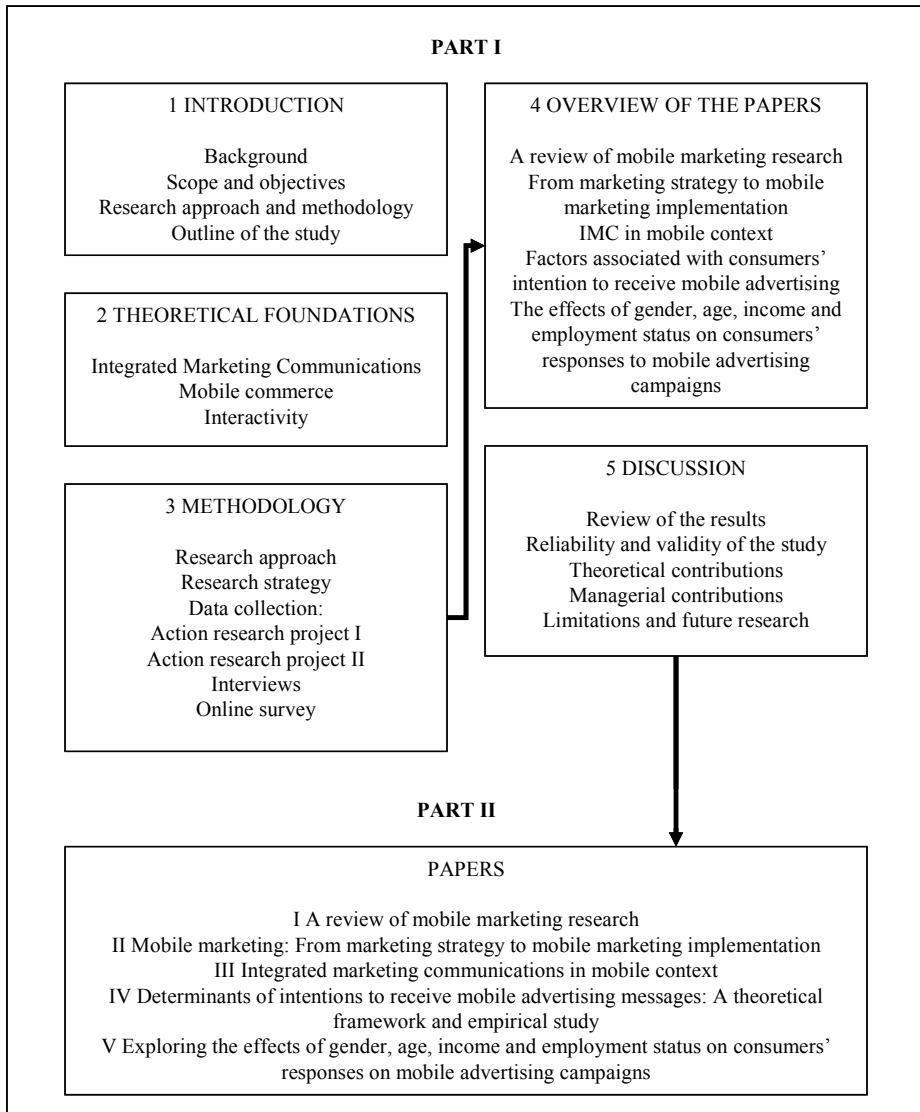 PART I
1 INTRODUCTION
Background
Scope and objectives
Research approach and methodology
Outline of the study
2 THEORETICAL FOUNDATIONS
Integrated Marketing Communications
Mobile commerce
Interactivity
3 METHODOLOGY
Research approach
Research strategy
Data collection:
Action research project I
Action research project II
Interviews
Online survey
4 OVERVIEW OF THE PAPERS
A review of mobile marketing research
From marketing strategy to mobile
marketing implementation
IMC in mobile context
Factors associated with consumers’
intention to receive mobile advertising
The effects of gender, age, income and
employment status on consumers’
responses to mobile advertising
campaigns
5 DISCUSSION
Review of the results
Reliability and validity of the study
Theoretical contributions
Managerial contributions
Limitations and future research
PART II
PAPERS
I A review of mobile marketing research
II Mobile marketing: From marketing strategy to mobile marketing implementation
III Integrated marketing communications in mobile context
IV Determinants of intentions to receive mobile advertising messages: A theoretical
framework and empirical study
V Exploring the effects of gender, age, income and employment status on consumers’
responses on mobile advertising campaigns